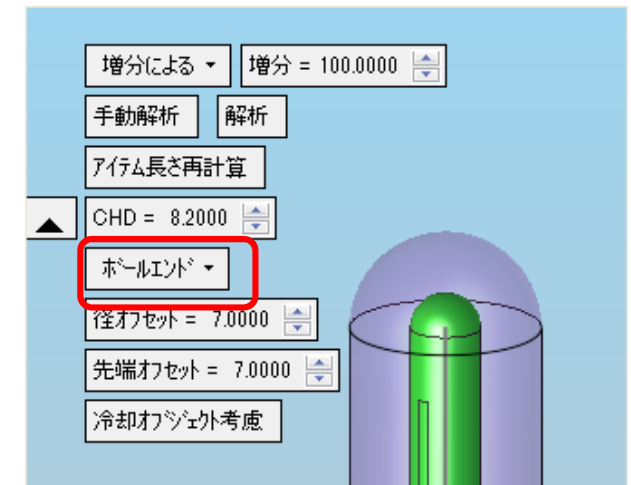 増分による 増分 = 100.0000
手動解析 解析
ｱｲﾃﾑ長さ再計算
CHD = 8.2000
ﾎﾞｰﾙｴﾝﾄﾞ
径ｵﾌｾｯﾄ = 7.0000
先端ｵﾌｾｯﾄ = 7.0000
冷却ｵﾌﾞｼﾞｪｸﾄ考慮